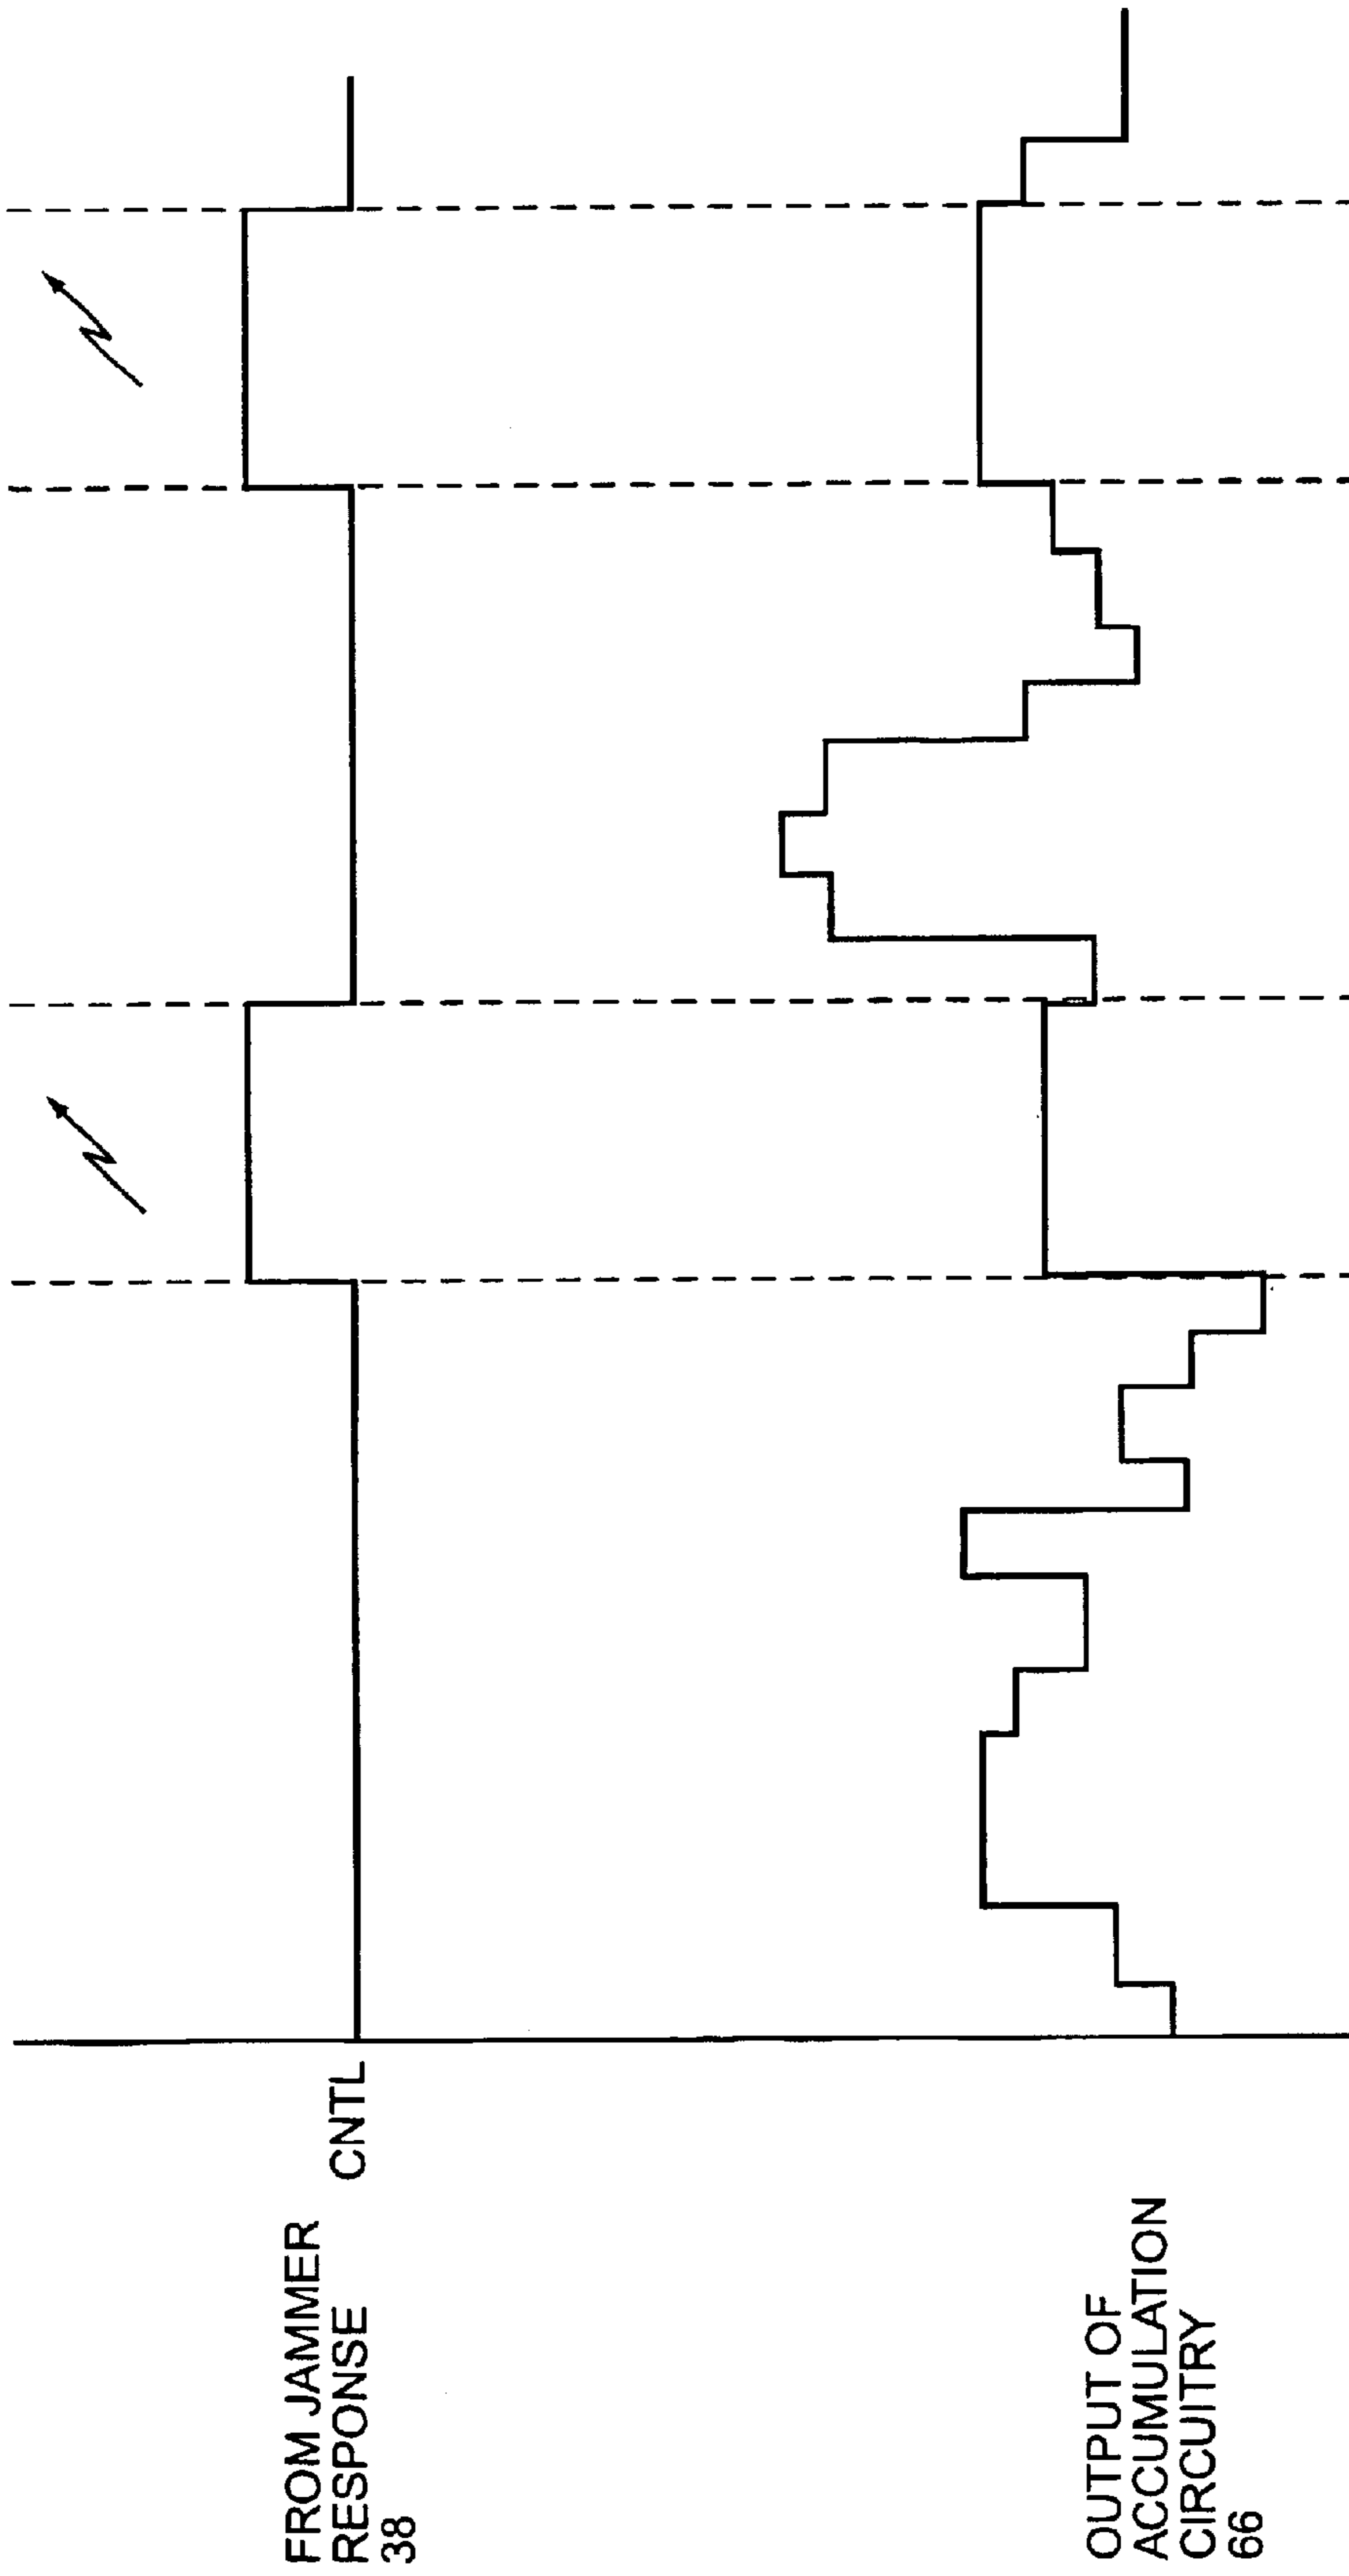 FROM JAMMER
RESPONSE
38
CNTL
OUTPUT OF
ACCUMULATION
CIRCUITRY
66